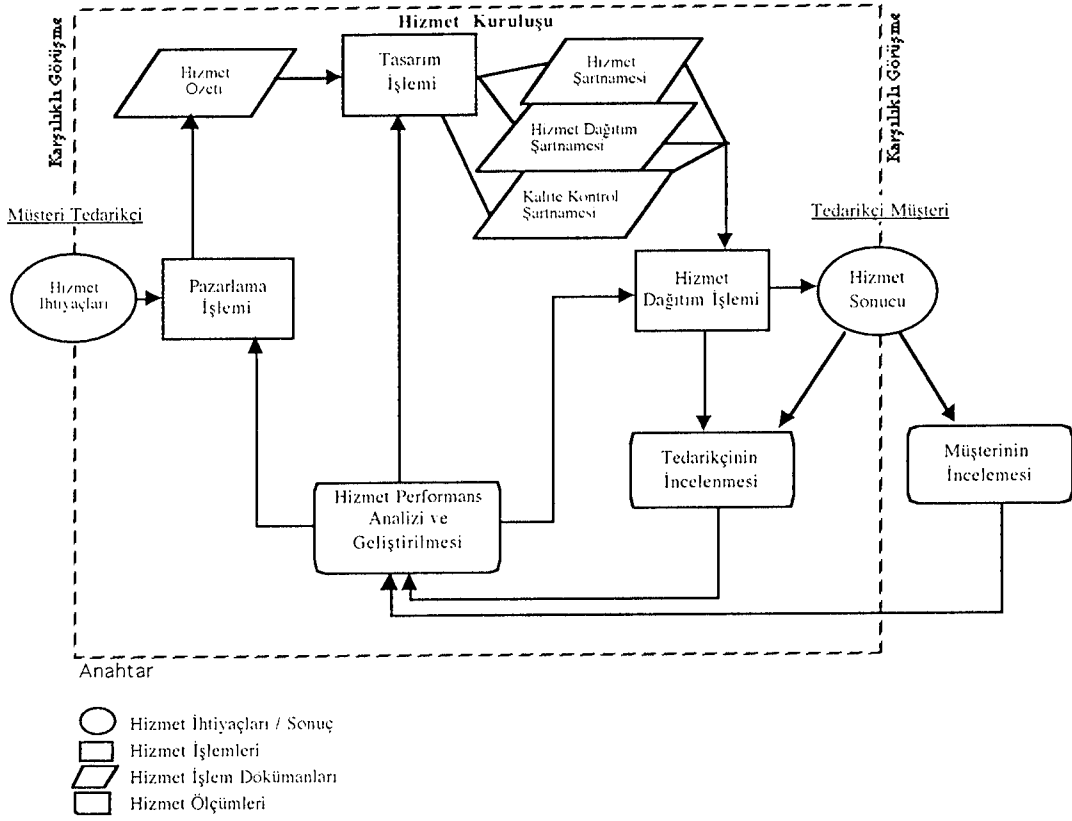 Hizmet Kuruluşu
Karşılıklı Görüşme
Karşılıklı Görüşme
Hizmet
Özeti
Tasarım
İşlemi
Hizmet
Şartnamesi
Hizmet Dağıtım
Şartnamesi
Kalite Kontrol
Şartnamesi
Müşteri Tedarikçi
Tedarikçi Müşteri
Hizmet
İhtiyaçları
Pazarlama
İşlemi
Hizmet
Dağıtım İşlemi
Hizmet
Sonucu
Tedarikçinin
İncelenmesi
Müşterinin
İncelemesi
Hizmet Performans
Analizi ve
Geliştirilmesi
Anahtar
Hizmet İhtiyaçları / Sonuç
Hizmet İşlemleri
Hizmet İşlem Dokümanları
Hizmet Ölçümleri